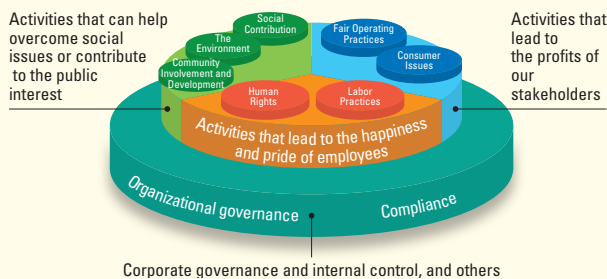 Activities that can help
overcome social
issues or contribute
to the public
interest
Social
Contribution
The
Environment
Community
Involvement and
Development
Fair Operating
Practices
Consumer
Issues
Activities that
lead to
the profits of
our
stakeholders
Human
Rights
Labor
Practices
Activities that lead to the happiness
and pride of employees
Organizational governance
Compliance
Corporate governance and internal control, and others